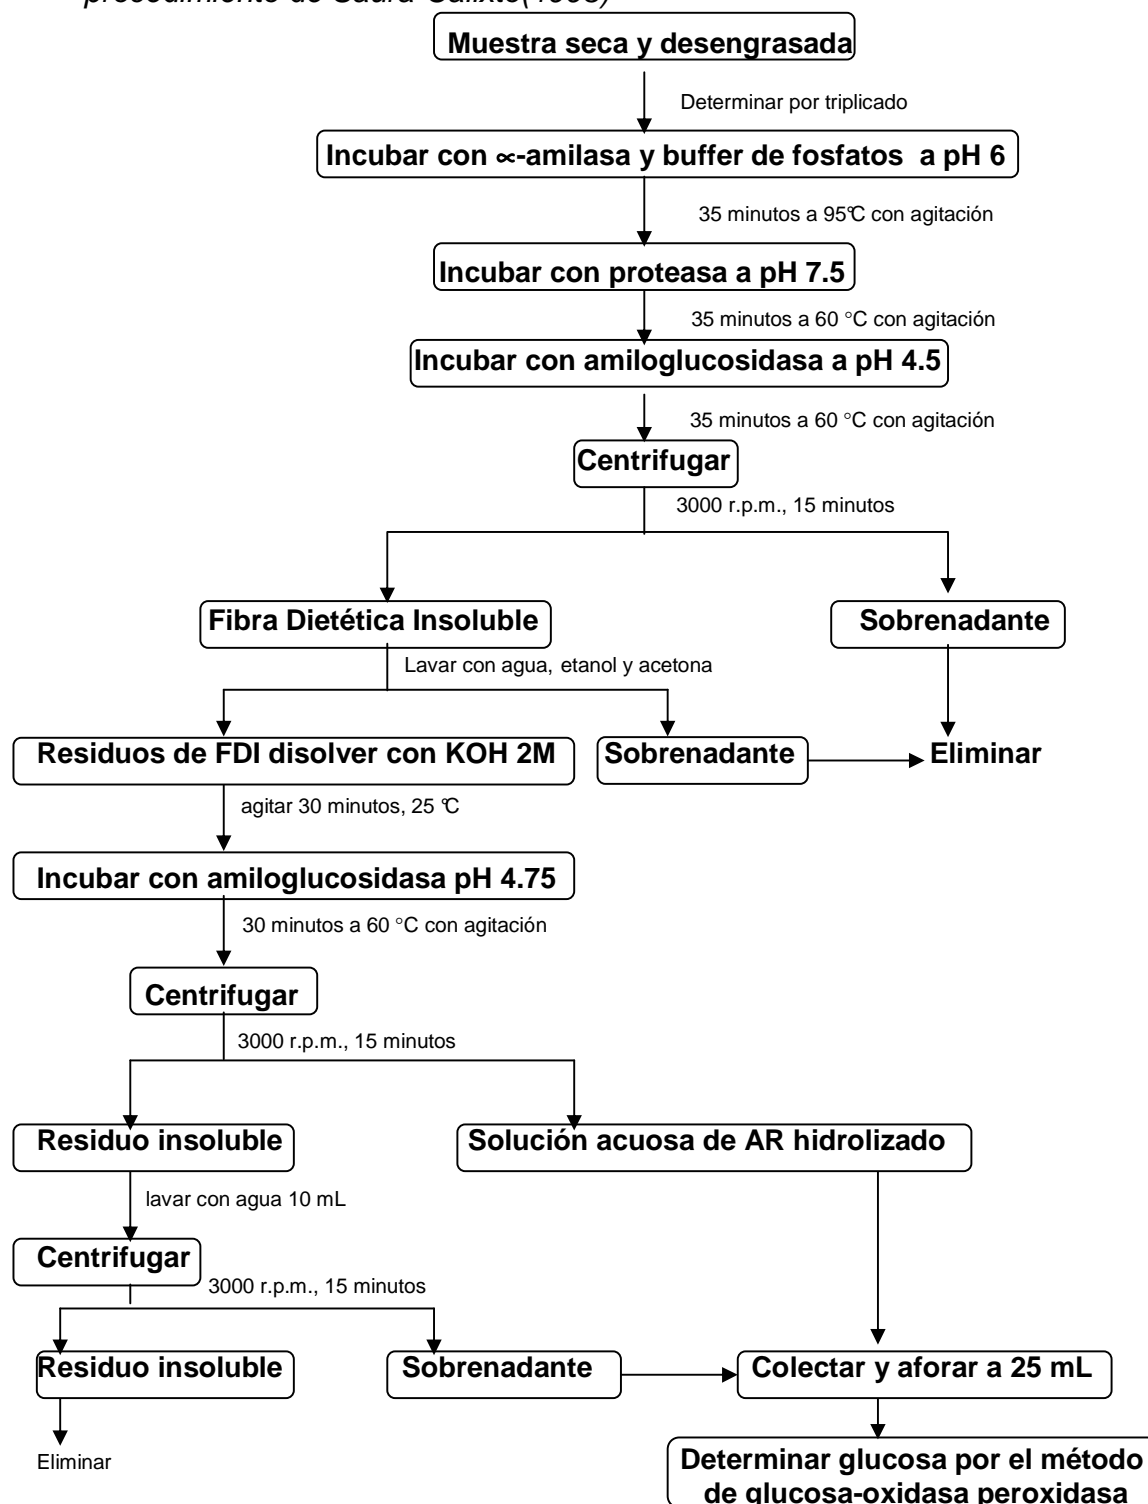 procedimiento de Saura-Calixto(1993)
Muestra seca y desengrasada
Determinar por triplicado
Incubar con ∝-amilasa y buffer de fosfatos a pH 6
35 minutos a 95°C con agitación
Incubar con proteasa a pH 7.5
35 minutos a 60 °C con agitación
Incubar con amiloglucosidasa a pH 4.5
35 minutos a 60 °C con agitación
Centrifugar
3000 r.p.m., 15 minutos
Fibra Dietética Insoluble
Sobrenadante
Lavar con agua, etanol y acetona
Residuos de FDI disolver con KOH 2M
Sobrenadante
Eliminar
agitar 30 minutos, 25 °C
Incubar con amiloglucosidasa pH 4.75
30 minutos a 60 °C con agitación
Centrifugar
3000 r.p.m., 15 minutos
Residuo insoluble
Solución acuosa de AR hidrolizado
lavar con agua 10 mL
Centrifugar
3000 r.p.m., 15 minutos
Residuo insoluble
Sobrenadante
Colectar y aforar a 25 mL
Eliminar
Determinar glucosa por el método
de glucosa-oxidasa peroxidasa